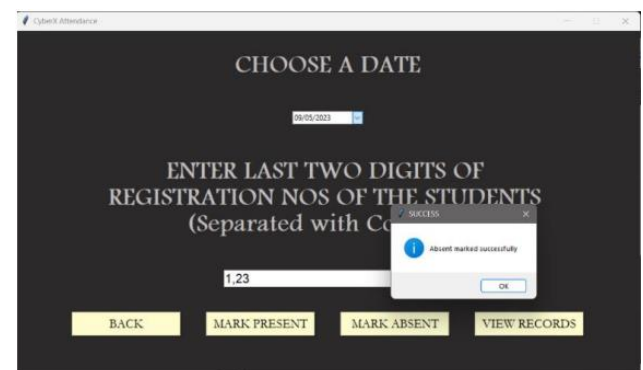 CyberX Attendance
CHOOSE A DATE
09/05/2023
ENTER LAST TWO DIGITS OF
REGISTRATION NOS OF THE STUDENTS
(Separated with Co
SUCCESS
Absent marked successfully
OK
1,23
BACK MARK PRESENT MARK ABSENT VIEW RECORDS